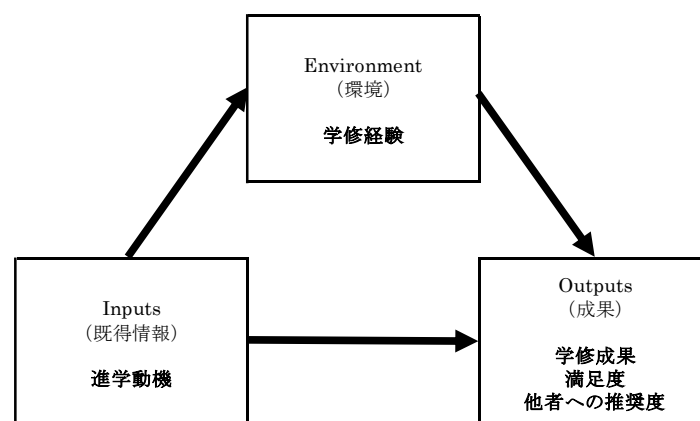 Environment
（環境）
学修経験
Inputs
（既得情報）
進学動機
Outputs
（成果）
学修成果
満足度
他者への推奨度